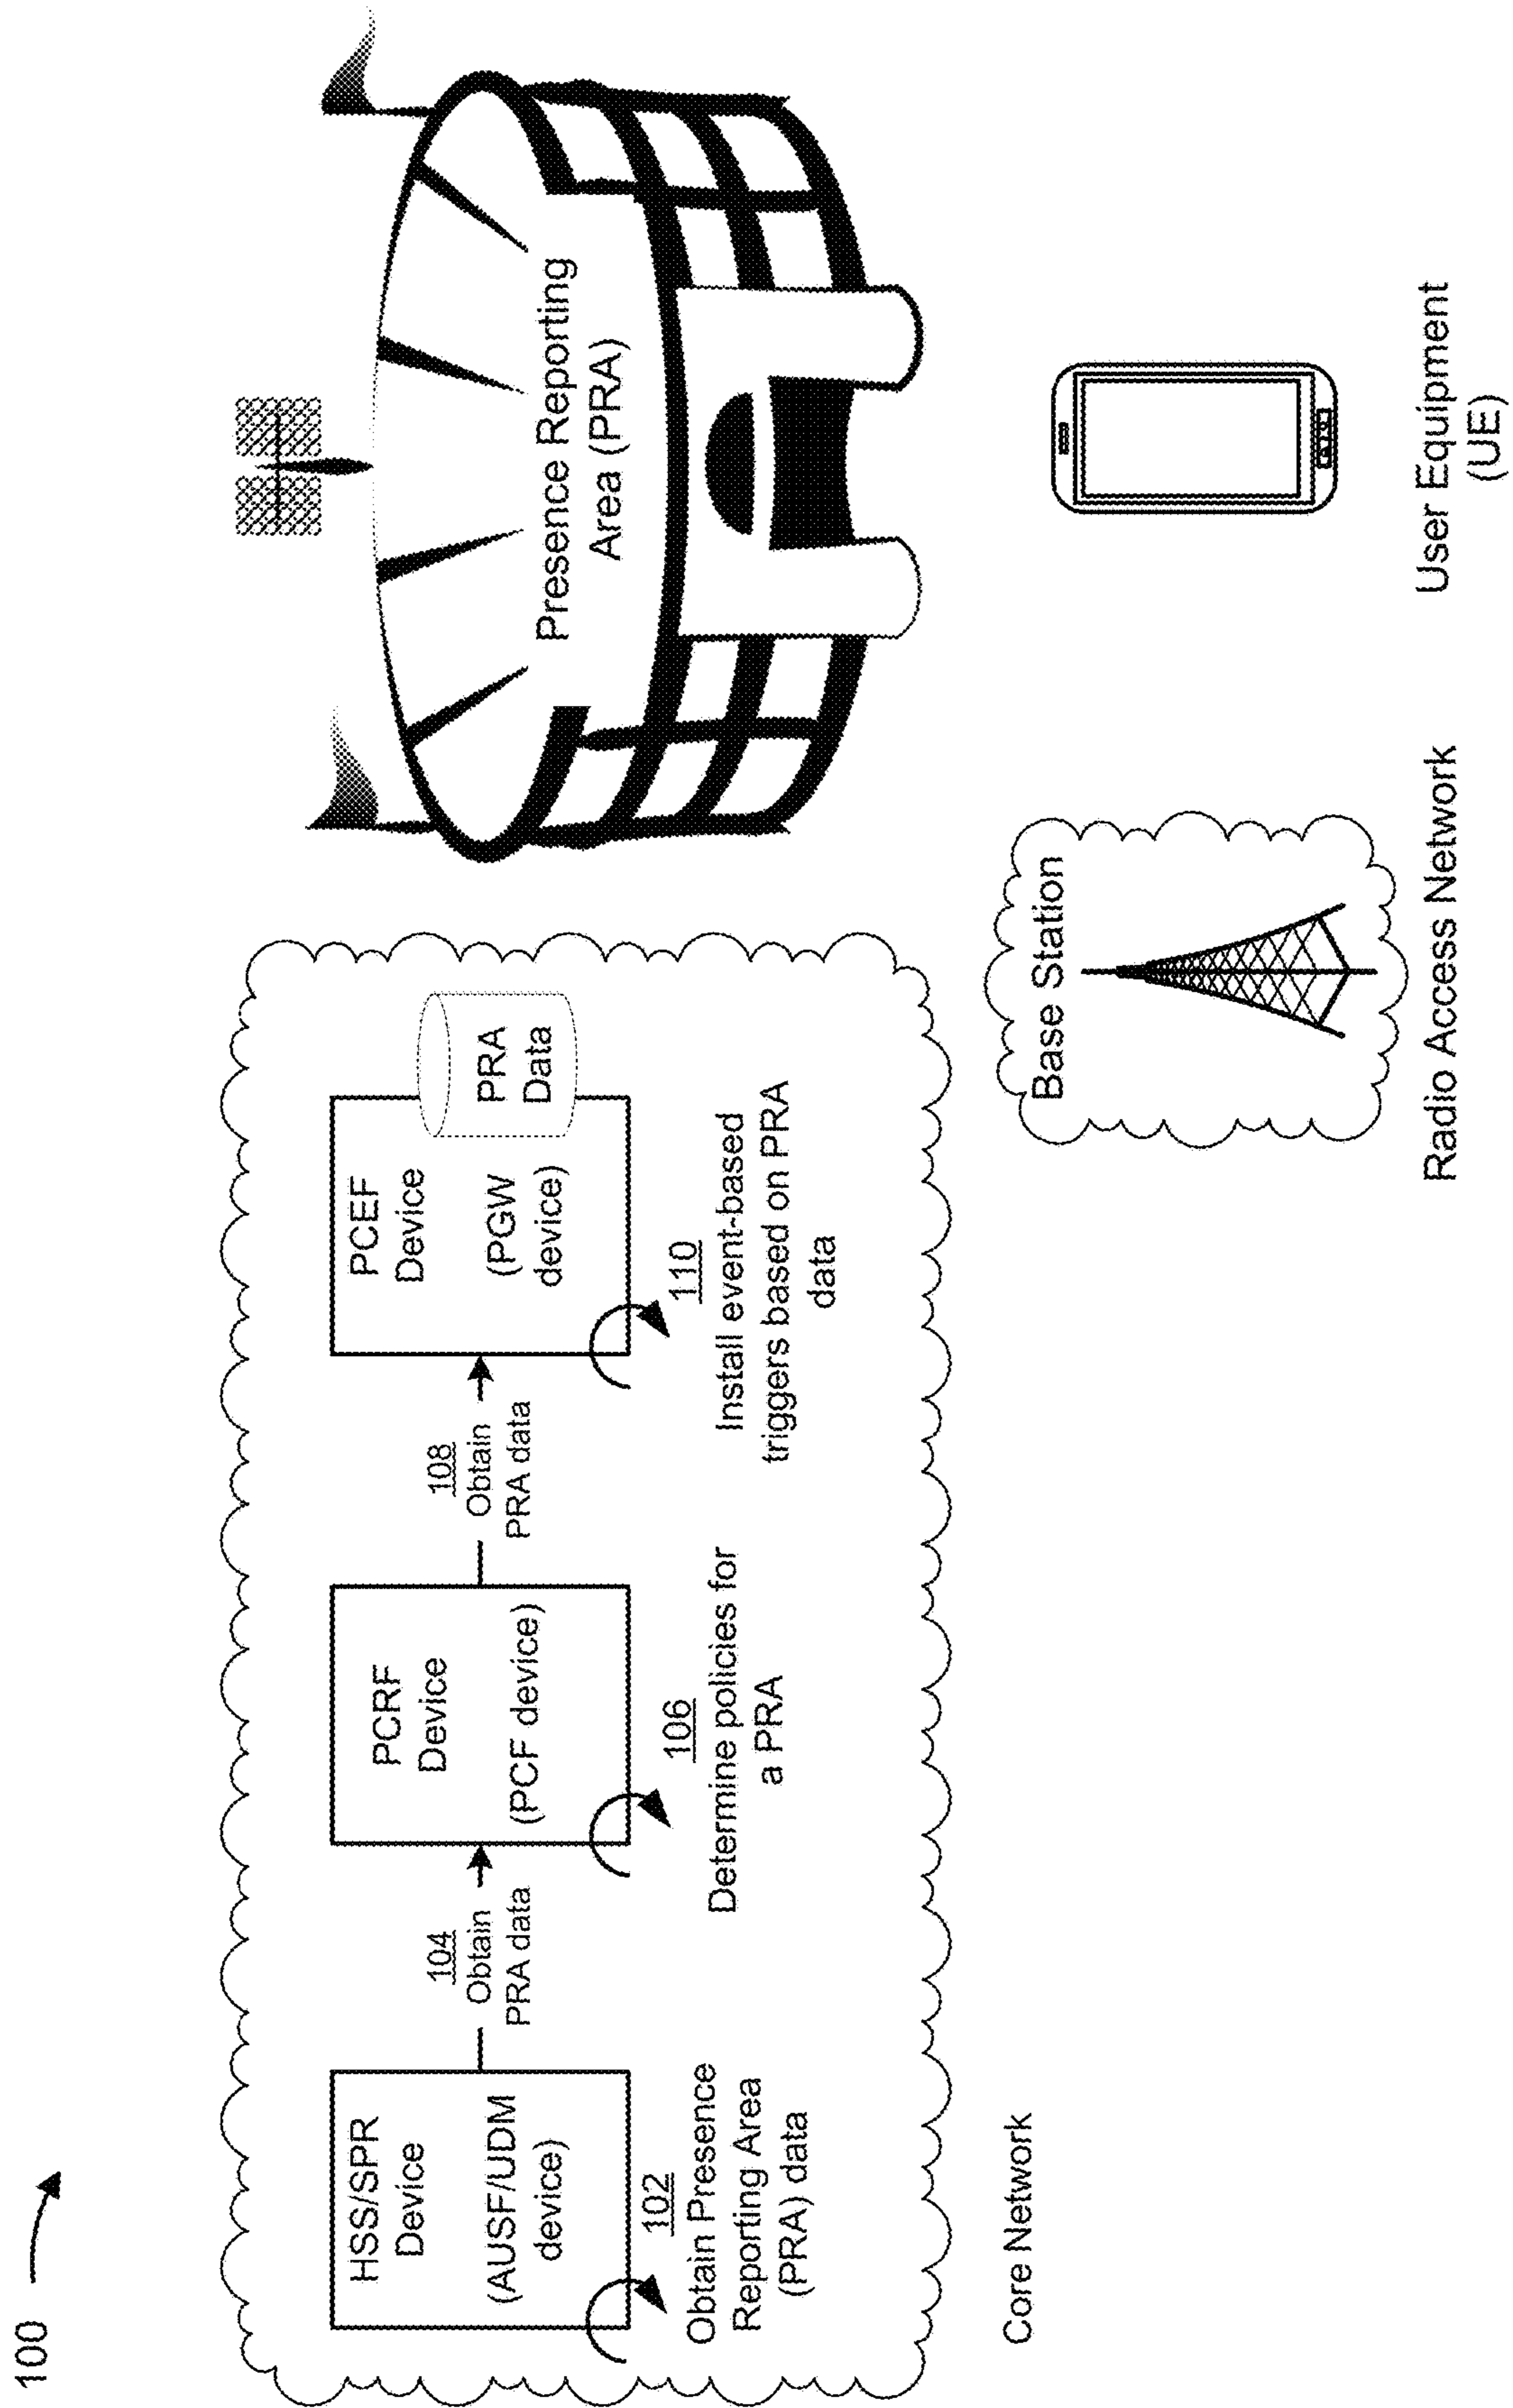 100
HSS/SPR
Device
(AUSF/UDM
device)
102
Obtain Presence
Reporting Area
(PRA) data
104
Obtain
PRA data
PCRF
Device
(PCF device)
106
Determine policies for
a PRA
108
Obtain
PRA data
PCEF
Device
(PGW
device)
PRA
Data
110
Install event-based
triggers based on PRA
data
Core Network
Presence Reporting
Area (PRA)
Base Station
Radio Access Network
User Equipment
(UE)